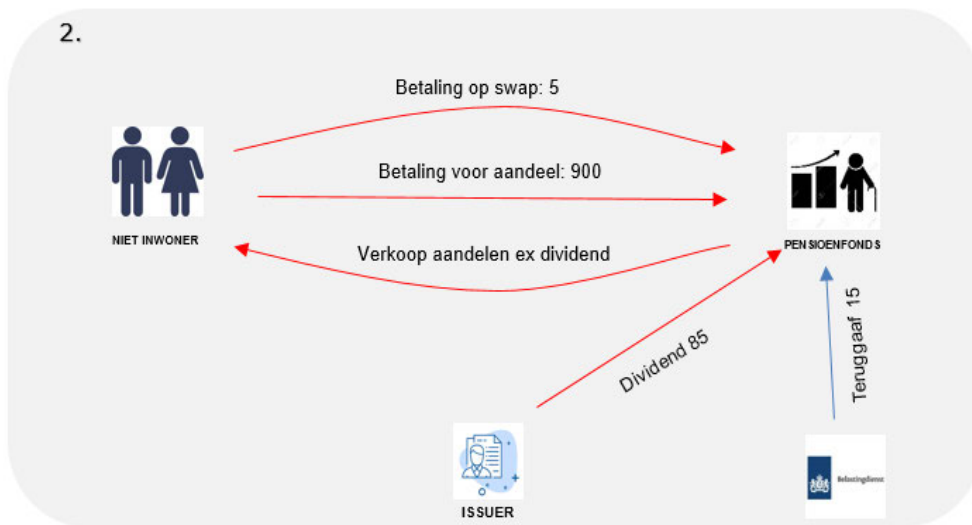 2.
Betaling op swap: 5
Betaling voor aandeel: 900
NIET INWONER
PENSIOENFONDS
Verkoop aandelen ex dividend
Dividend 85
Teruggaaf 15
Belastingdienst
ISSUER